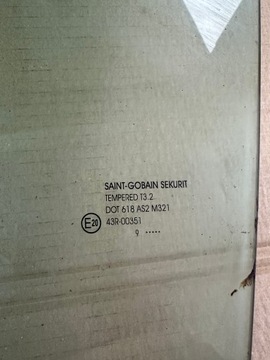 SAINT-GOBAIN SEKURIT
TEMPERED T3.2
DOT 618 AS2 M321
E20 43R-00351
9 .....